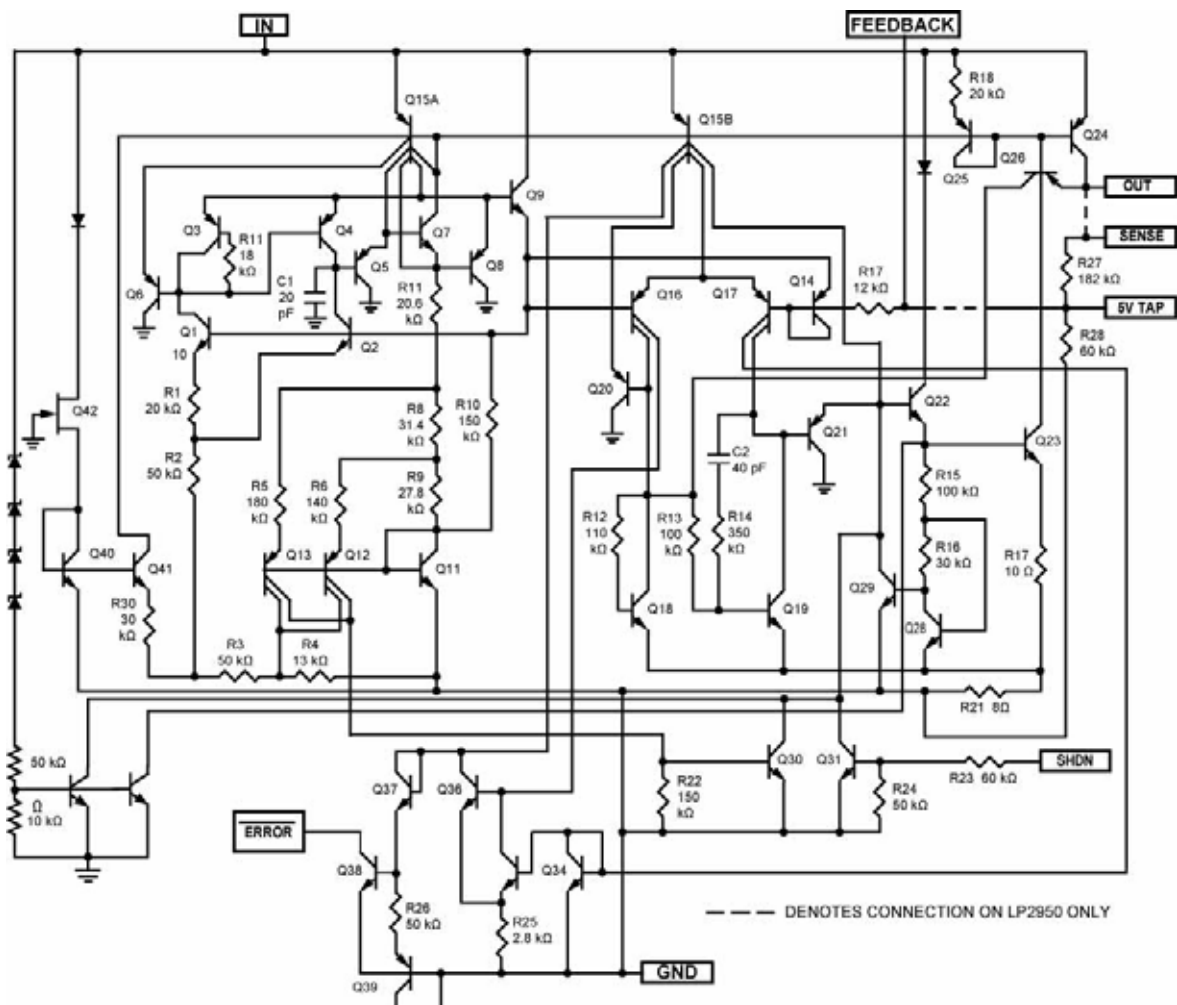 IN
FEEDBACK
R18
20 kΩ
Q15A
Q15B
Q24
Q26
Q25
OUT
Q9
Q3
Q4
Q7
SENSE
R11
18
kΩ
Q5
Q8
R27
182 kΩ
C1
20
pF
Q6
R11
20.6
kΩ
Q16
Q17
Q14
R17
12 kΩ
5V TAP
Q1
10
Q2
R28
60 kΩ
R1
20 kΩ
R8
31.4
kΩ
R10
150
kΩ
Q20
Q22
Q42
Q21
Q23
R2
50 kΩ
C2
40 pF
R5
180
kΩ
R6
140
kΩ
R9
27.8
kΩ
R15
100 kΩ
R12
110
kΩ
R13
100
kΩ
R14
350
kΩ
R16
30 kΩ
R17
10 Ω
Q40
Q41
Q13
Q12
Q11
Q29
R30
30
kΩ
Q18
Q19
Q28
R3
50 kΩ
R4
13 kΩ
R21 8Ω
50 kΩ
Ω
10 kΩ
Q37
Q36
R22
150
kΩ
Q30
Q31
R24
50 kΩ
R23 60 kΩ
SHDN
ERROR
Q38
Q34
R26
50 kΩ
R25
2.8 kΩ
DENOTES CONNECTION ON LP2950 ONLY
GND
Q39